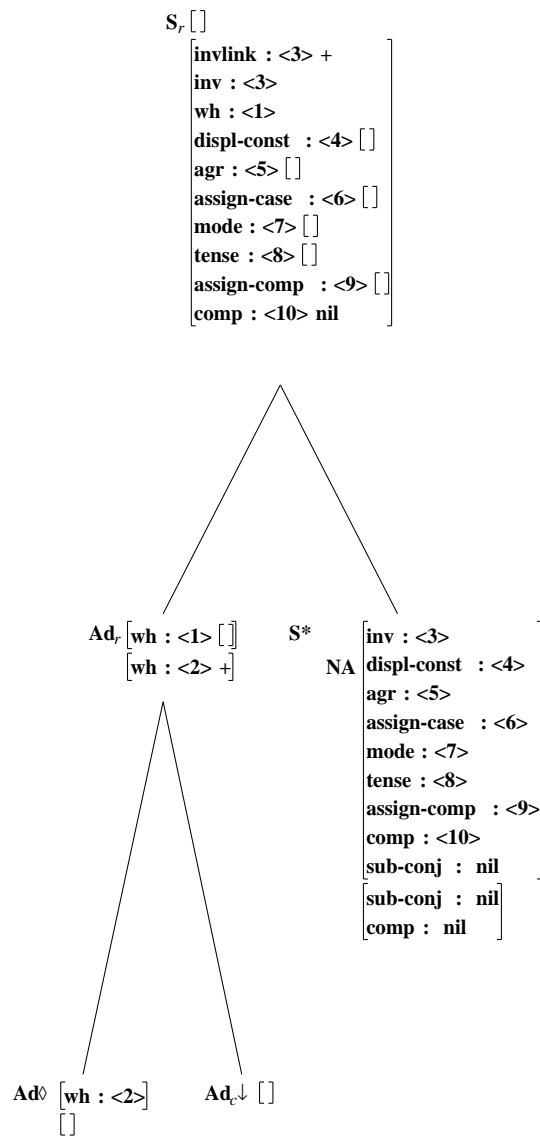 S_r []
invlink : <3> +
inv : <3>
wh : <1>
displ-const : <4> []
agr : <5> []
assign-case : <6> []
mode : <7> []
tense : <8> []
assign-comp : <9> []
comp : <10> nil
Ad_r [wh : <1> []]
[wh : <2> +]
S*
NA
inv : <3>
displ-const : <4>
agr : <5>
assign-case : <6>
mode : <7>
tense : <8>
assign-comp : <9>
comp : <10>
sub-conj : nil
sub-conj : nil
comp : nil
Ad◊ [wh : <2>]
[]
Ad_c↓ []